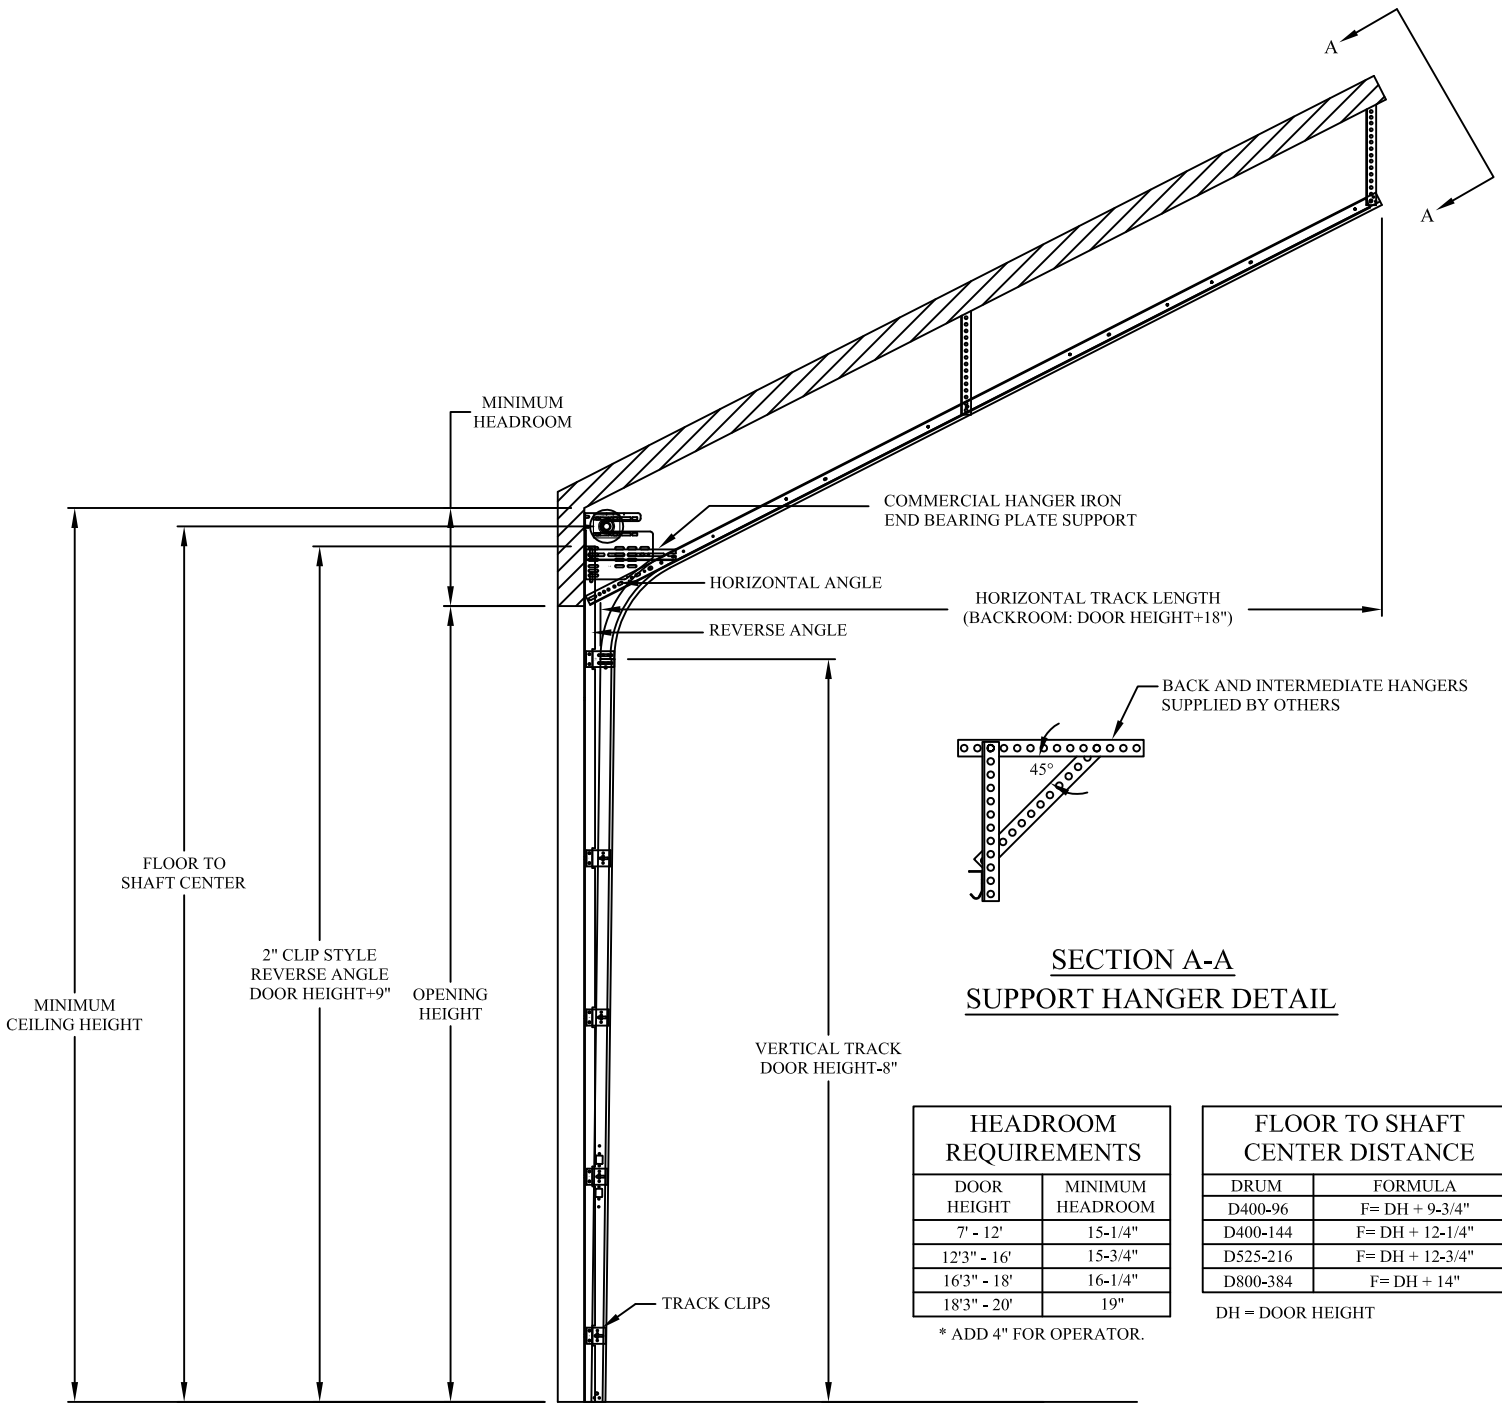 A
A
MINIMUM
HEADROOM
COMMERCIAL HANGER IRON
END BEARING PLATE SUPPORT
HORIZONTAL ANGLE
HORIZONTAL TRACK LENGTH
(BACKROOM: DOOR HEIGHT+18")
REVERSE ANGLE
BACK AND INTERMEDIATE HANGERS
SUPPLIED BY OTHERS
45°
FLOOR TO
SHAFT CENTER
2" CLIP STYLE
REVERSE ANGLE
DOOR HEIGHT+9"
MINIMUM
CEILING HEIGHT
OPENING
HEIGHT
VERTICAL TRACK
DOOR HEIGHT-8"
SECTION A-A
SUPPORT HANGER DETAIL
HEADROOM
REQUIREMENTS
DOOR HEIGHT MINIMUM HEADROOM
7' - 12' 15-1/4"
12'3" - 16' 15-3/4"
16'3" - 18' 16-1/4"
18'3" - 20' 19"
* ADD 4" FOR OPERATOR.
FLOOR TO SHAFT
CENTER DISTANCE
DRUM FORMULA
D400-96 F= DH + 9-3/4"
D400-144 F= DH + 12-1/4"
D525-216 F= DH + 12-3/4"
D800-384 F= DH + 14"
DH = DOOR HEIGHT
TRACK CLIPS